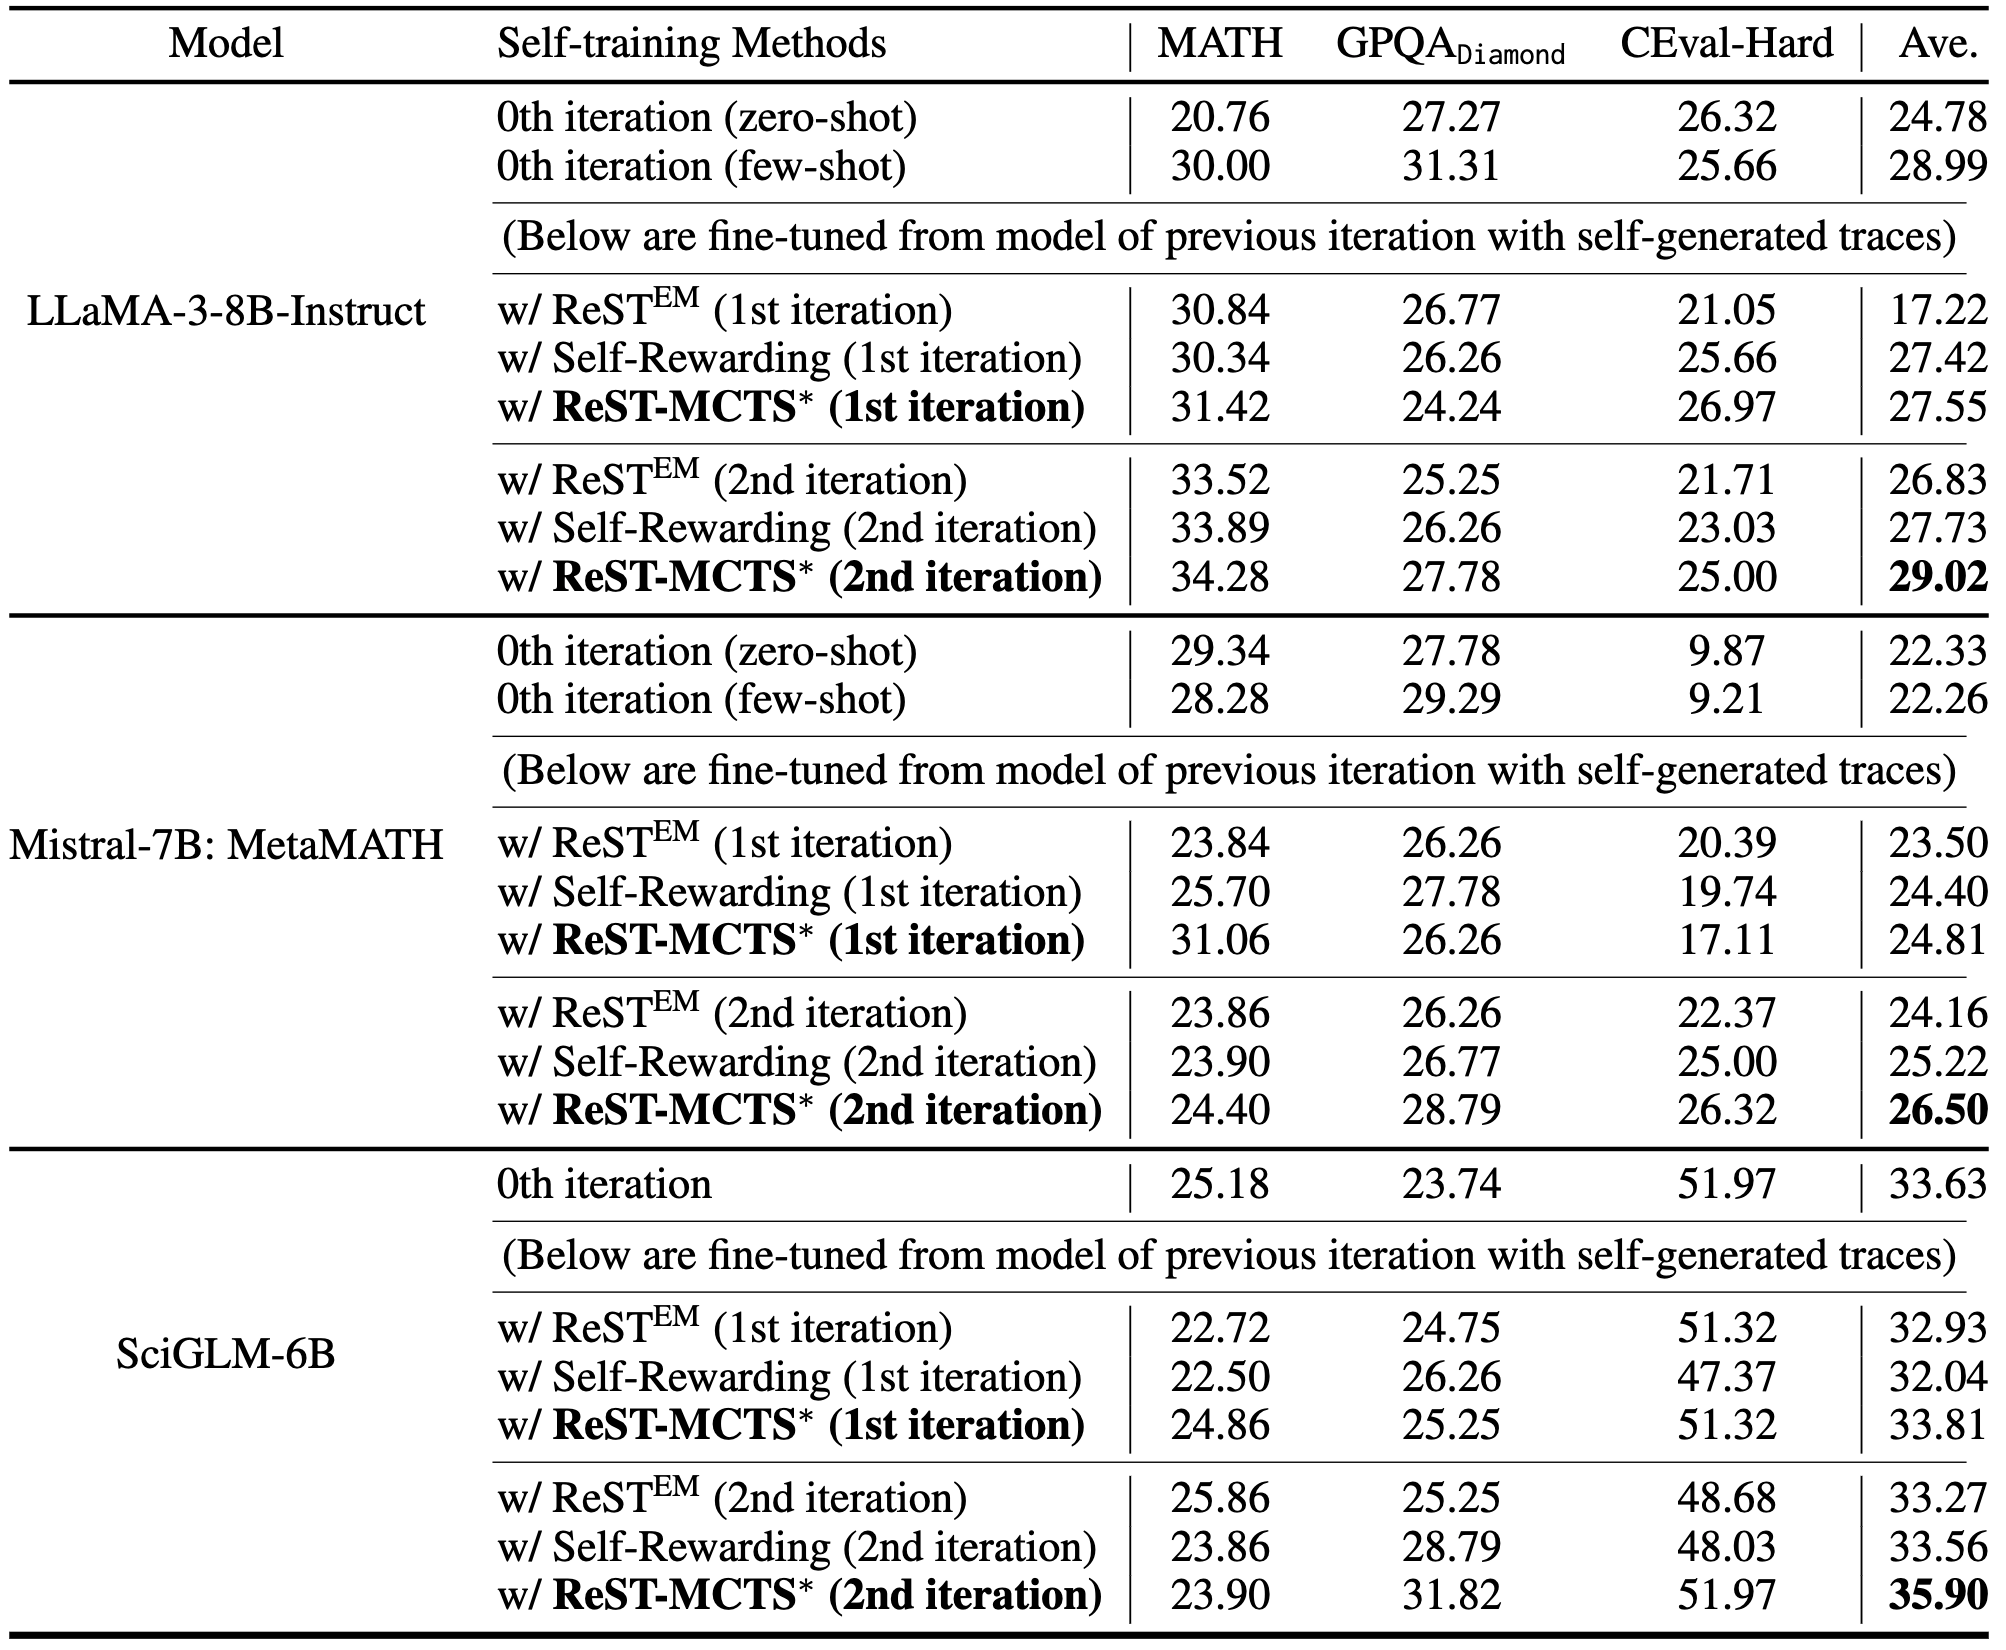 Model Self-training Methods MATH GPQA_Diamond CEval-Hard Ave.
0th iteration (zero-shot) 20.76 27.27 26.32 24.78
0th iteration (few-shot) 30.00 31.31 25.66 28.99
(Below are fine-tuned from model of previous iteration with self-generated traces)
LLaMA-3-8B-Instruct w/ ReST^EM (1st iteration) 30.84 26.77 21.05 17.22
w/ Self-Rewarding (1st iteration) 30.34 26.26 25.66 27.42
w/ ReST-MCTS* (1st iteration) 31.42 24.24 26.97 27.55
w/ ReST^EM (2nd iteration) 33.52 25.25 21.71 26.83
w/ Self-Rewarding (2nd iteration) 33.89 26.26 23.03 27.73
w/ ReST-MCTS* (2nd iteration) 34.28 27.78 25.00 29.02
0th iteration (zero-shot) 29.34 27.78 9.87 22.33
0th iteration (few-shot) 28.28 29.29 9.21 22.26
(Below are fine-tuned from model of previous iteration with self-generated traces)
Mistral-7B: MetaMATH w/ ReST^EM (1st iteration) 23.84 26.26 20.39 23.50
w/ Self-Rewarding (1st iteration) 25.70 27.78 19.74 24.40
w/ ReST-MCTS* (1st iteration) 31.06 26.26 17.11 24.81
w/ ReST^EM (2nd iteration) 23.86 26.26 22.37 24.16
w/ Self-Rewarding (2nd iteration) 23.90 26.77 25.00 25.22
w/ ReST-MCTS* (2nd iteration) 24.40 28.79 26.32 26.50
0th iteration 25.18 23.74 51.97 33.63
(Below are fine-tuned from model of previous iteration with self-generated traces)
w/ ReST^EM (1st iteration) 22.72 24.75 51.32 32.93
SciGLM-6B w/ Self-Rewarding (1st iteration) 22.50 26.26 47.37 32.04
w/ ReST-MCTS* (1st iteration) 24.86 25.25 51.32 33.81
w/ ReST^EM (2nd iteration) 25.86 25.25 48.68 33.27
w/ Self-Rewarding (2nd iteration) 23.86 28.79 48.03 33.56
w/ ReST-MCTS* (2nd iteration) 23.90 31.82 51.97 35.90